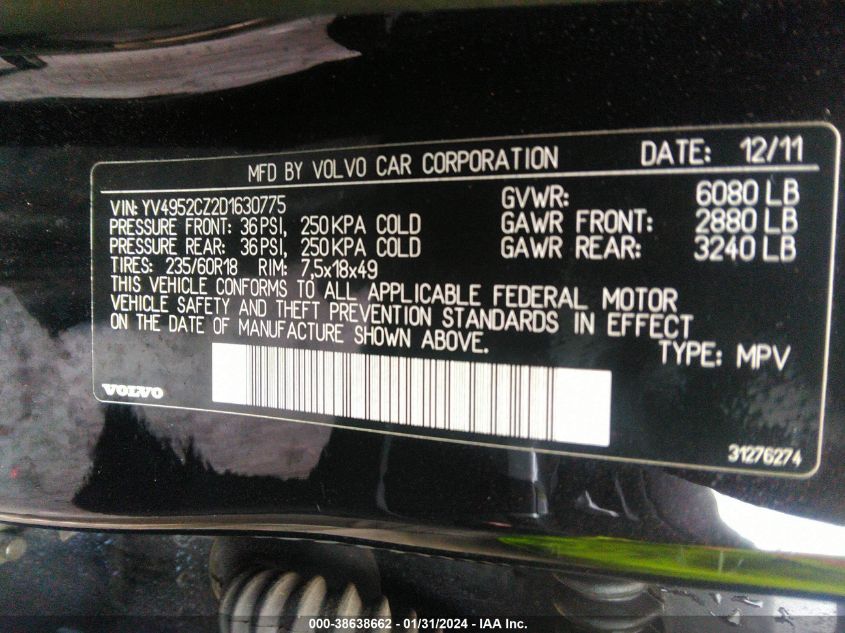 MFD BY VOLVO CAR CORPORATION DATE: 12/11
VIN: YV4952CZ2D1630775 GVWR: 6080 LB
PRESSURE FRONT: 36 PSI, 250 KPA COLD GAWR FRONT: 2880 LB
PRESSURE REAR: 36 PSI, 250 KPA COLD GAWR REAR: 3240 LB
TIRES: 235/60R18 RIM: 7,5x18x49
THIS VEHICLE CONFORMS TO ALL APPLICABLE FEDERAL MOTOR
VEHICLE SAFETY AND THEFT PREVENTION STANDARDS IN EFFECT
ON THE DATE OF MANUFACTURE SHOWN ABOVE.
TYPE: MPV
VOLVO
31276274
000-38638662 - 01/31/2024 - IAA Inc.